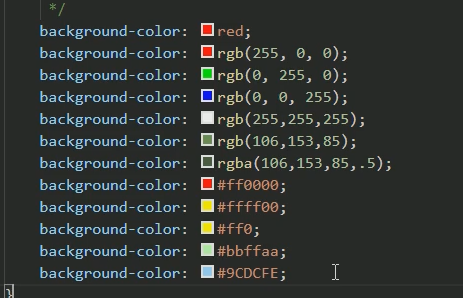 */
background-color: red;
background-color: rgb(255, 0, 0);
background-color: rgb(0, 255, 0);
background-color: rgb(0, 0, 255);
background-color: rgb(255,255,255);
background-color: rgb(106,153,85);
background-color: rgba(106,153,85,.5);
background-color: #ff0000;
background-color: #ffff00;
background-color: #ff0;
background-color: #bbffaa;
background-color: #9CDCFE;
}